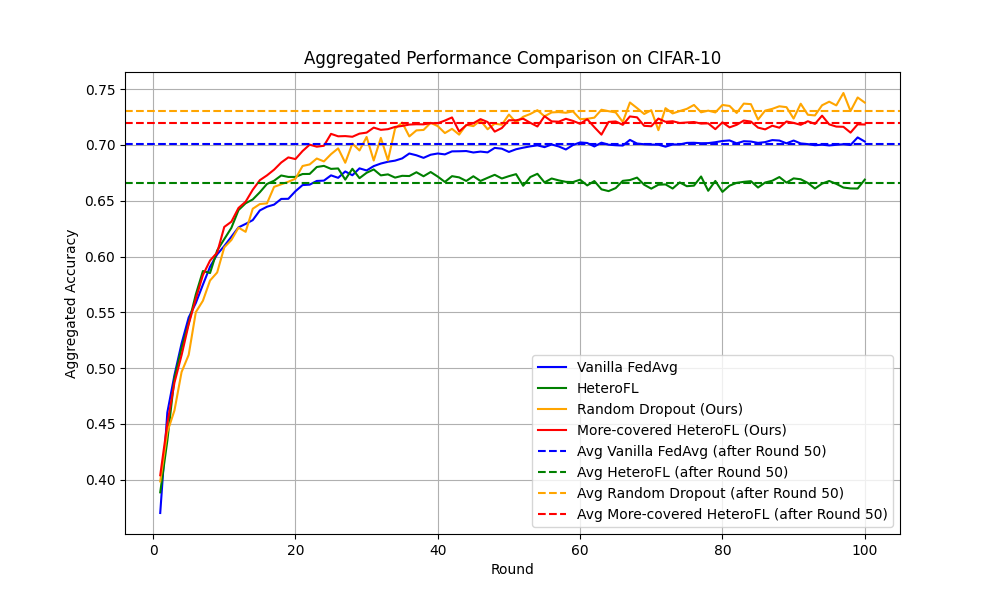 Aggregated Performance Comparison on CIFAR-10
Aggregated Accuracy
0.75
0.70
0.65
0.60
0.55
0.50
0.45
0.40
0 20 40 60 80 100
Round
Vanilla FedAvg
HeteroFL
Random Dropout (Ours)
More-covered HeteroFL (Ours)
Avg Vanilla FedAvg (after Round 50)
Avg HeteroFL (after Round 50)
Avg Random Dropout (after Round 50)
Avg More-covered HeteroFL (after Round 50)